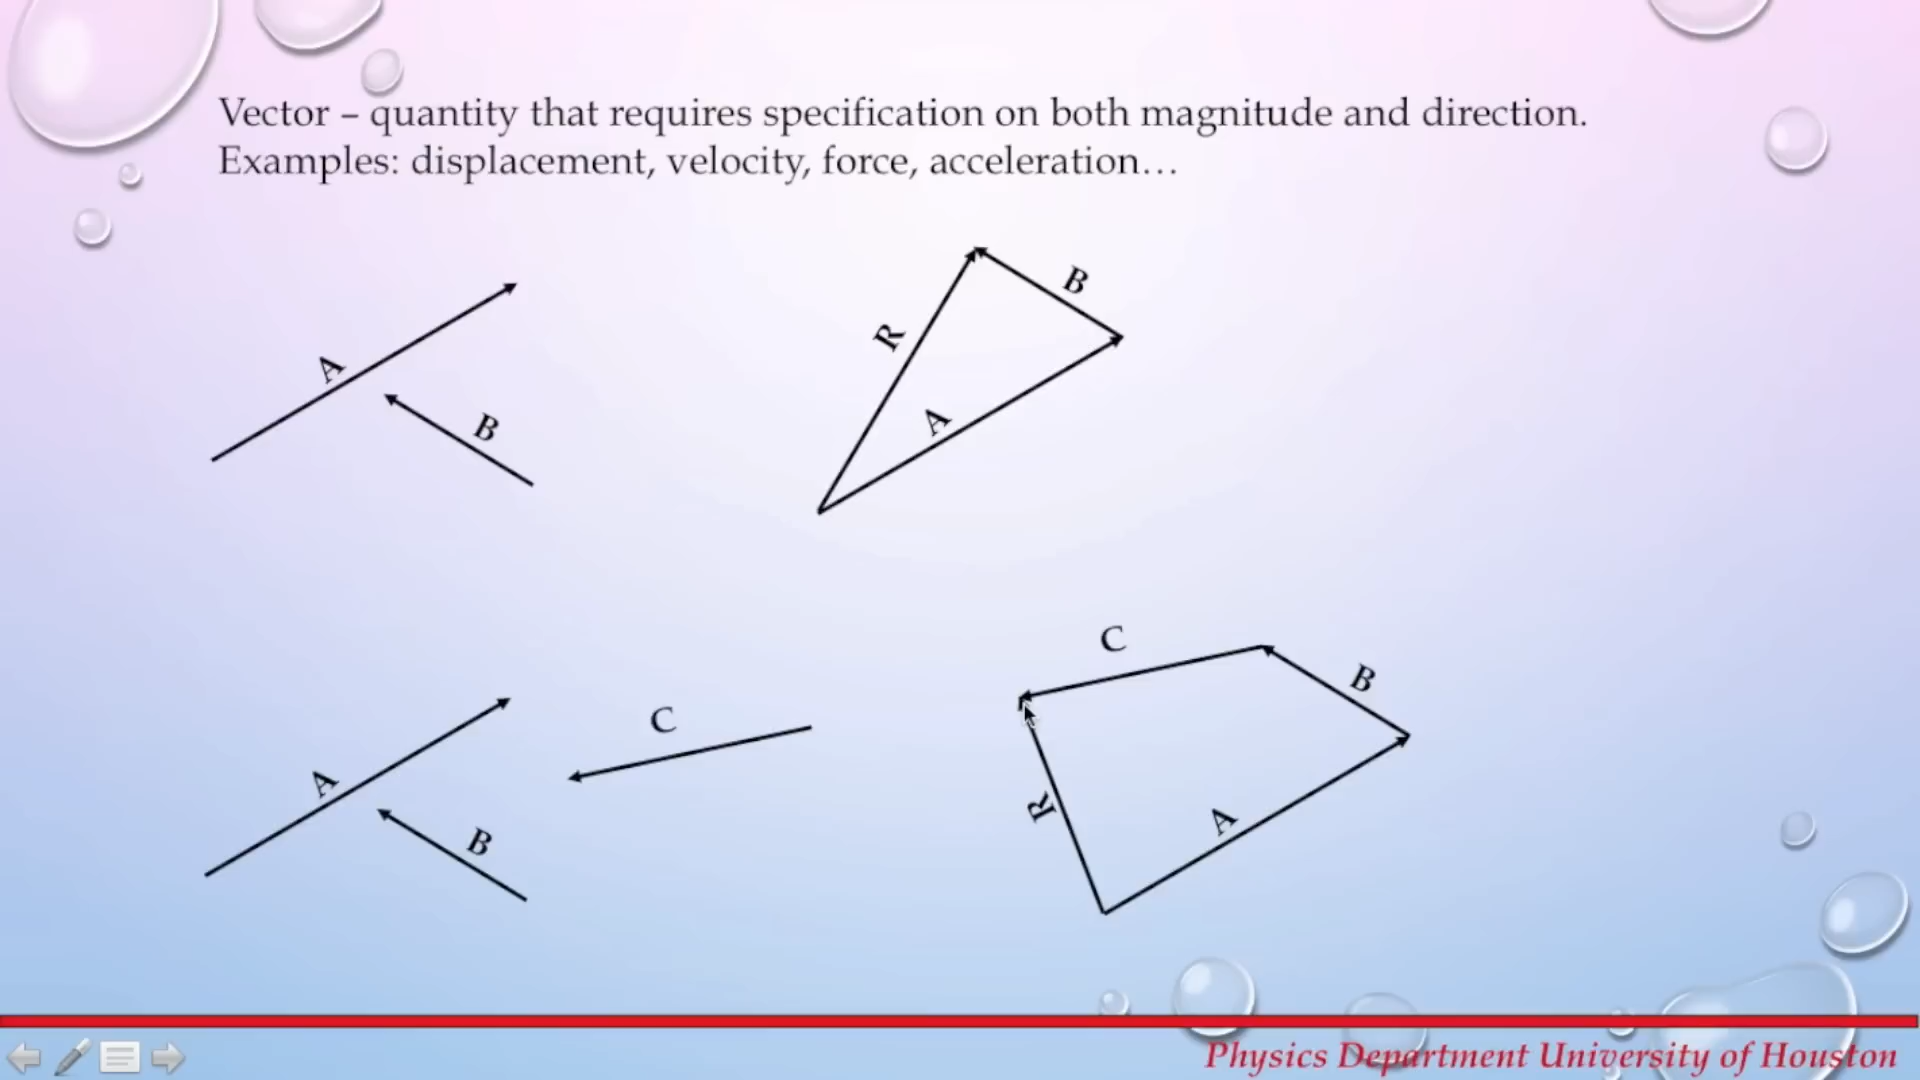 Vector – quantity that requires specification on both magnitude and direction.
Examples: displacement, velocity, force, acceleration…
A
B
R
B
A
A
B
C
C
B
R
A
Physics Department University of Houston